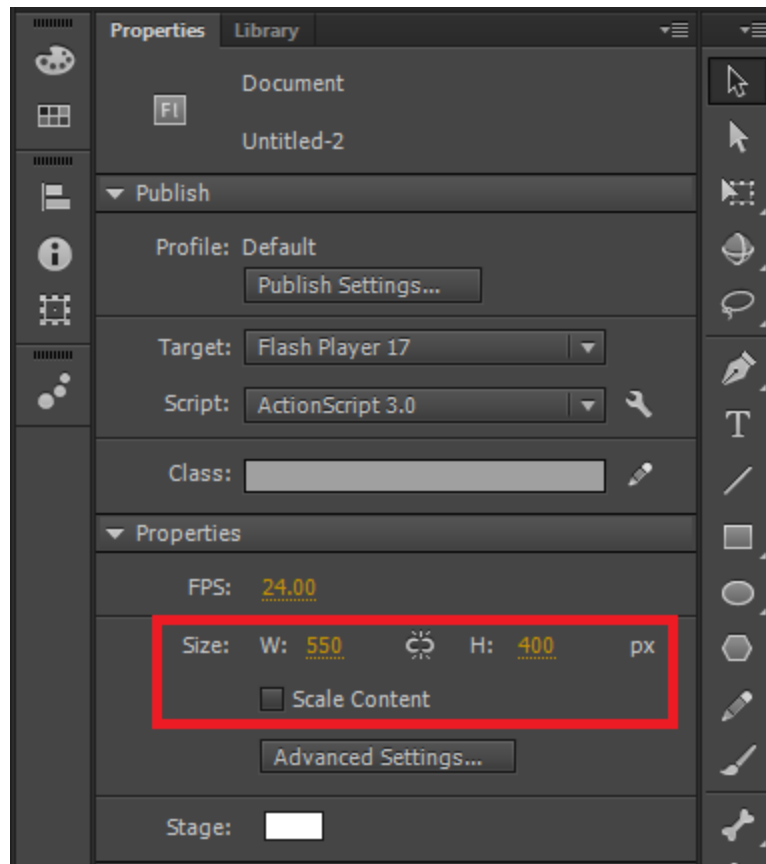 Properties Library
Document
Fl
Untitled-2
Publish
Profile: Default
Publish Settings...
Target: Flash Player 17
Script: ActionScript 3.0
Class:
Properties
FPS: 24.00
Size: W: 550 H: 400 px
Scale Content
Advanced Settings...
Stage:
T